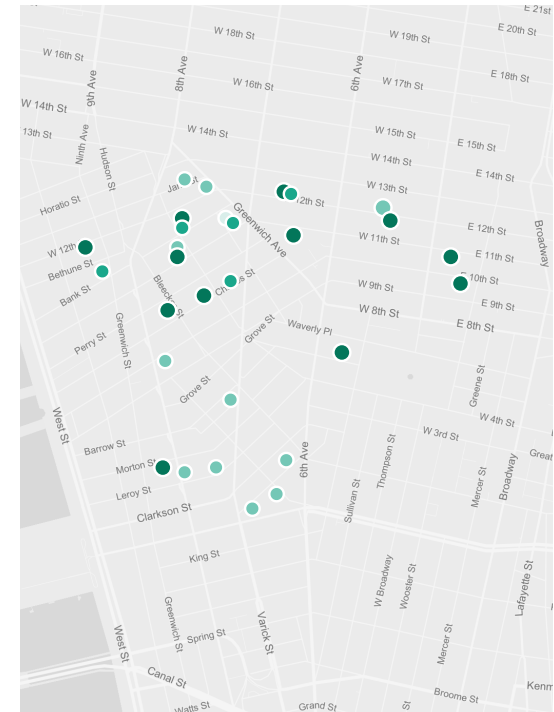 E 21st
E 20th St
W 18th St
W 19th St
W 16th St
8th Ave
6th Ave
E 18th St
9th Ave
W 16th St
W 17th St
W 14th St
13th St
Ninth Ave
W 14th St
W 15th St
E 15th St
Hudson St
W 14th St
E 14th St
W 13th St
Horatio St
12th St
Greenwich Ave
W 12th
W 11th St
E 12th St
Broadway
Bethune St
E 11th St
E 10th St
Bank St
W 9th St
E 9th St
Perry St
Greenwich St
Grove St
Waverly Pl
W 8th St
E 8th St
Grove St
Greene St
West St
W 4th St
W 3rd St
Barrow St
Morton St
6th Ave
Thompson St
Great
Leroy St
Sullivan St
Mercer St
Broadway
Clarkson St
King St
W Broadway
Wooster St
Lafayette St
Greenwich St
Varick St
West St
Spring St
Mercer St
Canal St
Kenm
Watts St
Grand St
St
Broome St